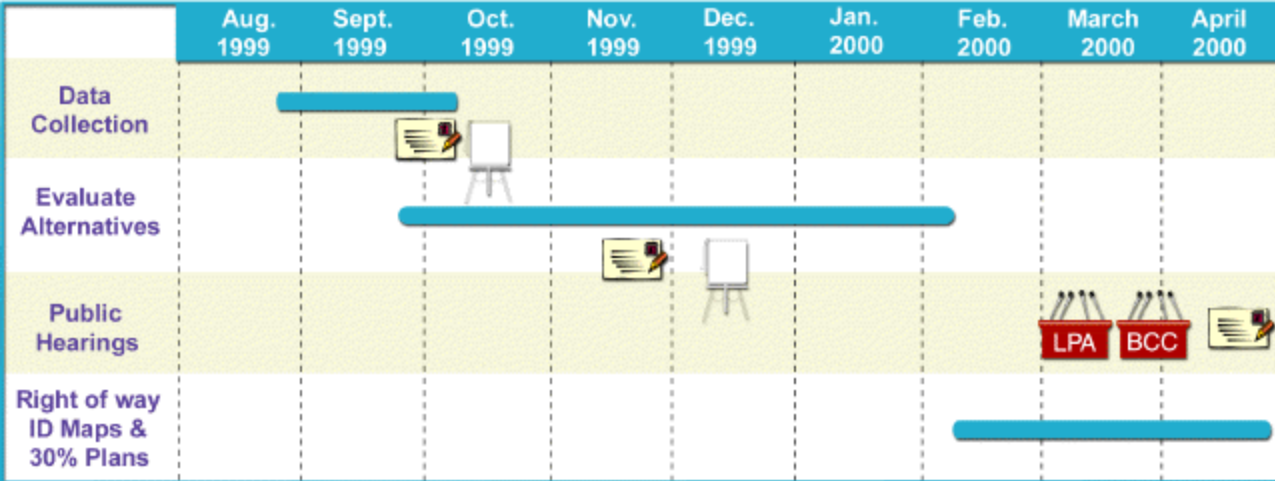 Aug. Sept. Oct. Nov. Dec. Jan. Feb. March April
1999 1999 1999 1999 1999 2000 2000 2000 2000
Data
Collection
Evaluate
Alternatives
Public
Hearings
LPA BCC
Right of way
ID Maps &
30% Plans